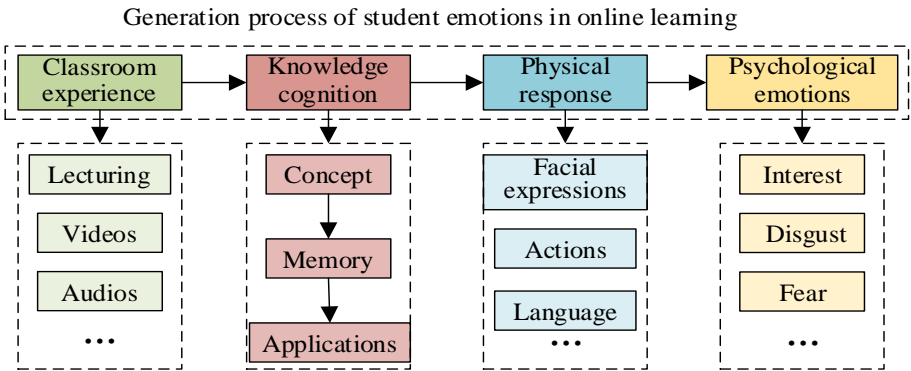 Generation process of student emotions in online learning
Classroom
experience
Knowledge
cognition
Physical
response
Psychological
emotions
Lecturing
Videos
Audios
...
Concept
Memory
Applications
Facial
expressions
Actions
Language
...
Interest
Disgust
Fear
...